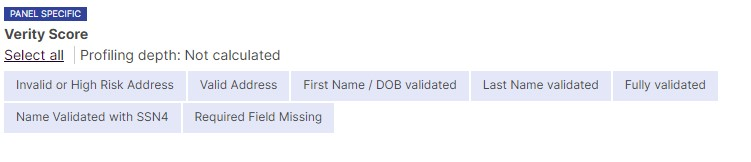 PANEL SPECIFIC
Verity Score
Select all Profiling depth: Not calculated
Invalid or High Risk Address Valid Address First Name / DOB validated Last Name validated Fully validated
Name Validated with SSN4 Required Field Missing